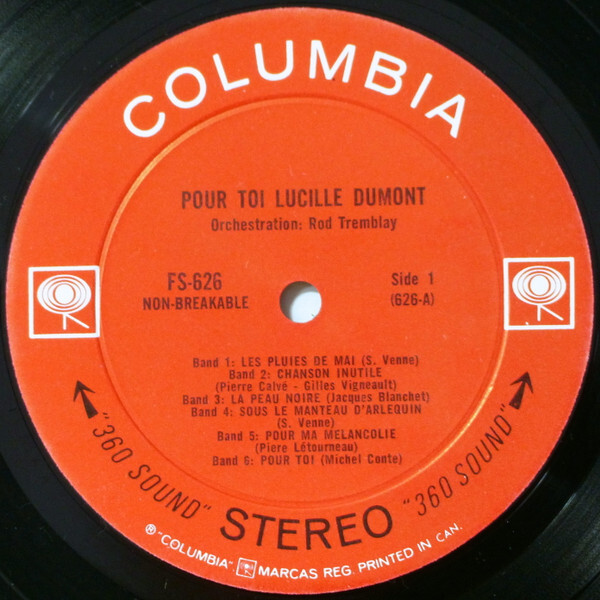 COLUMBIA
POUR TOI LUCILLE DUMONT
Orchestration: Rod Tremblay
FS-626
NON-BREAKABLE
Side 1
(626-A)
Band 1: LES PLUIES DE MAI (S. Venne)
Band 2: CHANSON INUTILE
(Pierre Calvé - Gilles Vigneault)
Band 3: LA PEAU NOIRE (Jacques Blanchet)
Band 4: SOUS LE MANTEAU D'ARLEQUIN
(S. Venne)
Band 5: POUR MA MELANCOLIE
(Piere Létourneau)
Band 6: POUR TOI (Michel Conte)
"360 SOUND" STEREO "360 SOUND"
® "COLUMBIA" MARCAS REG. PRINTED IN CAN.